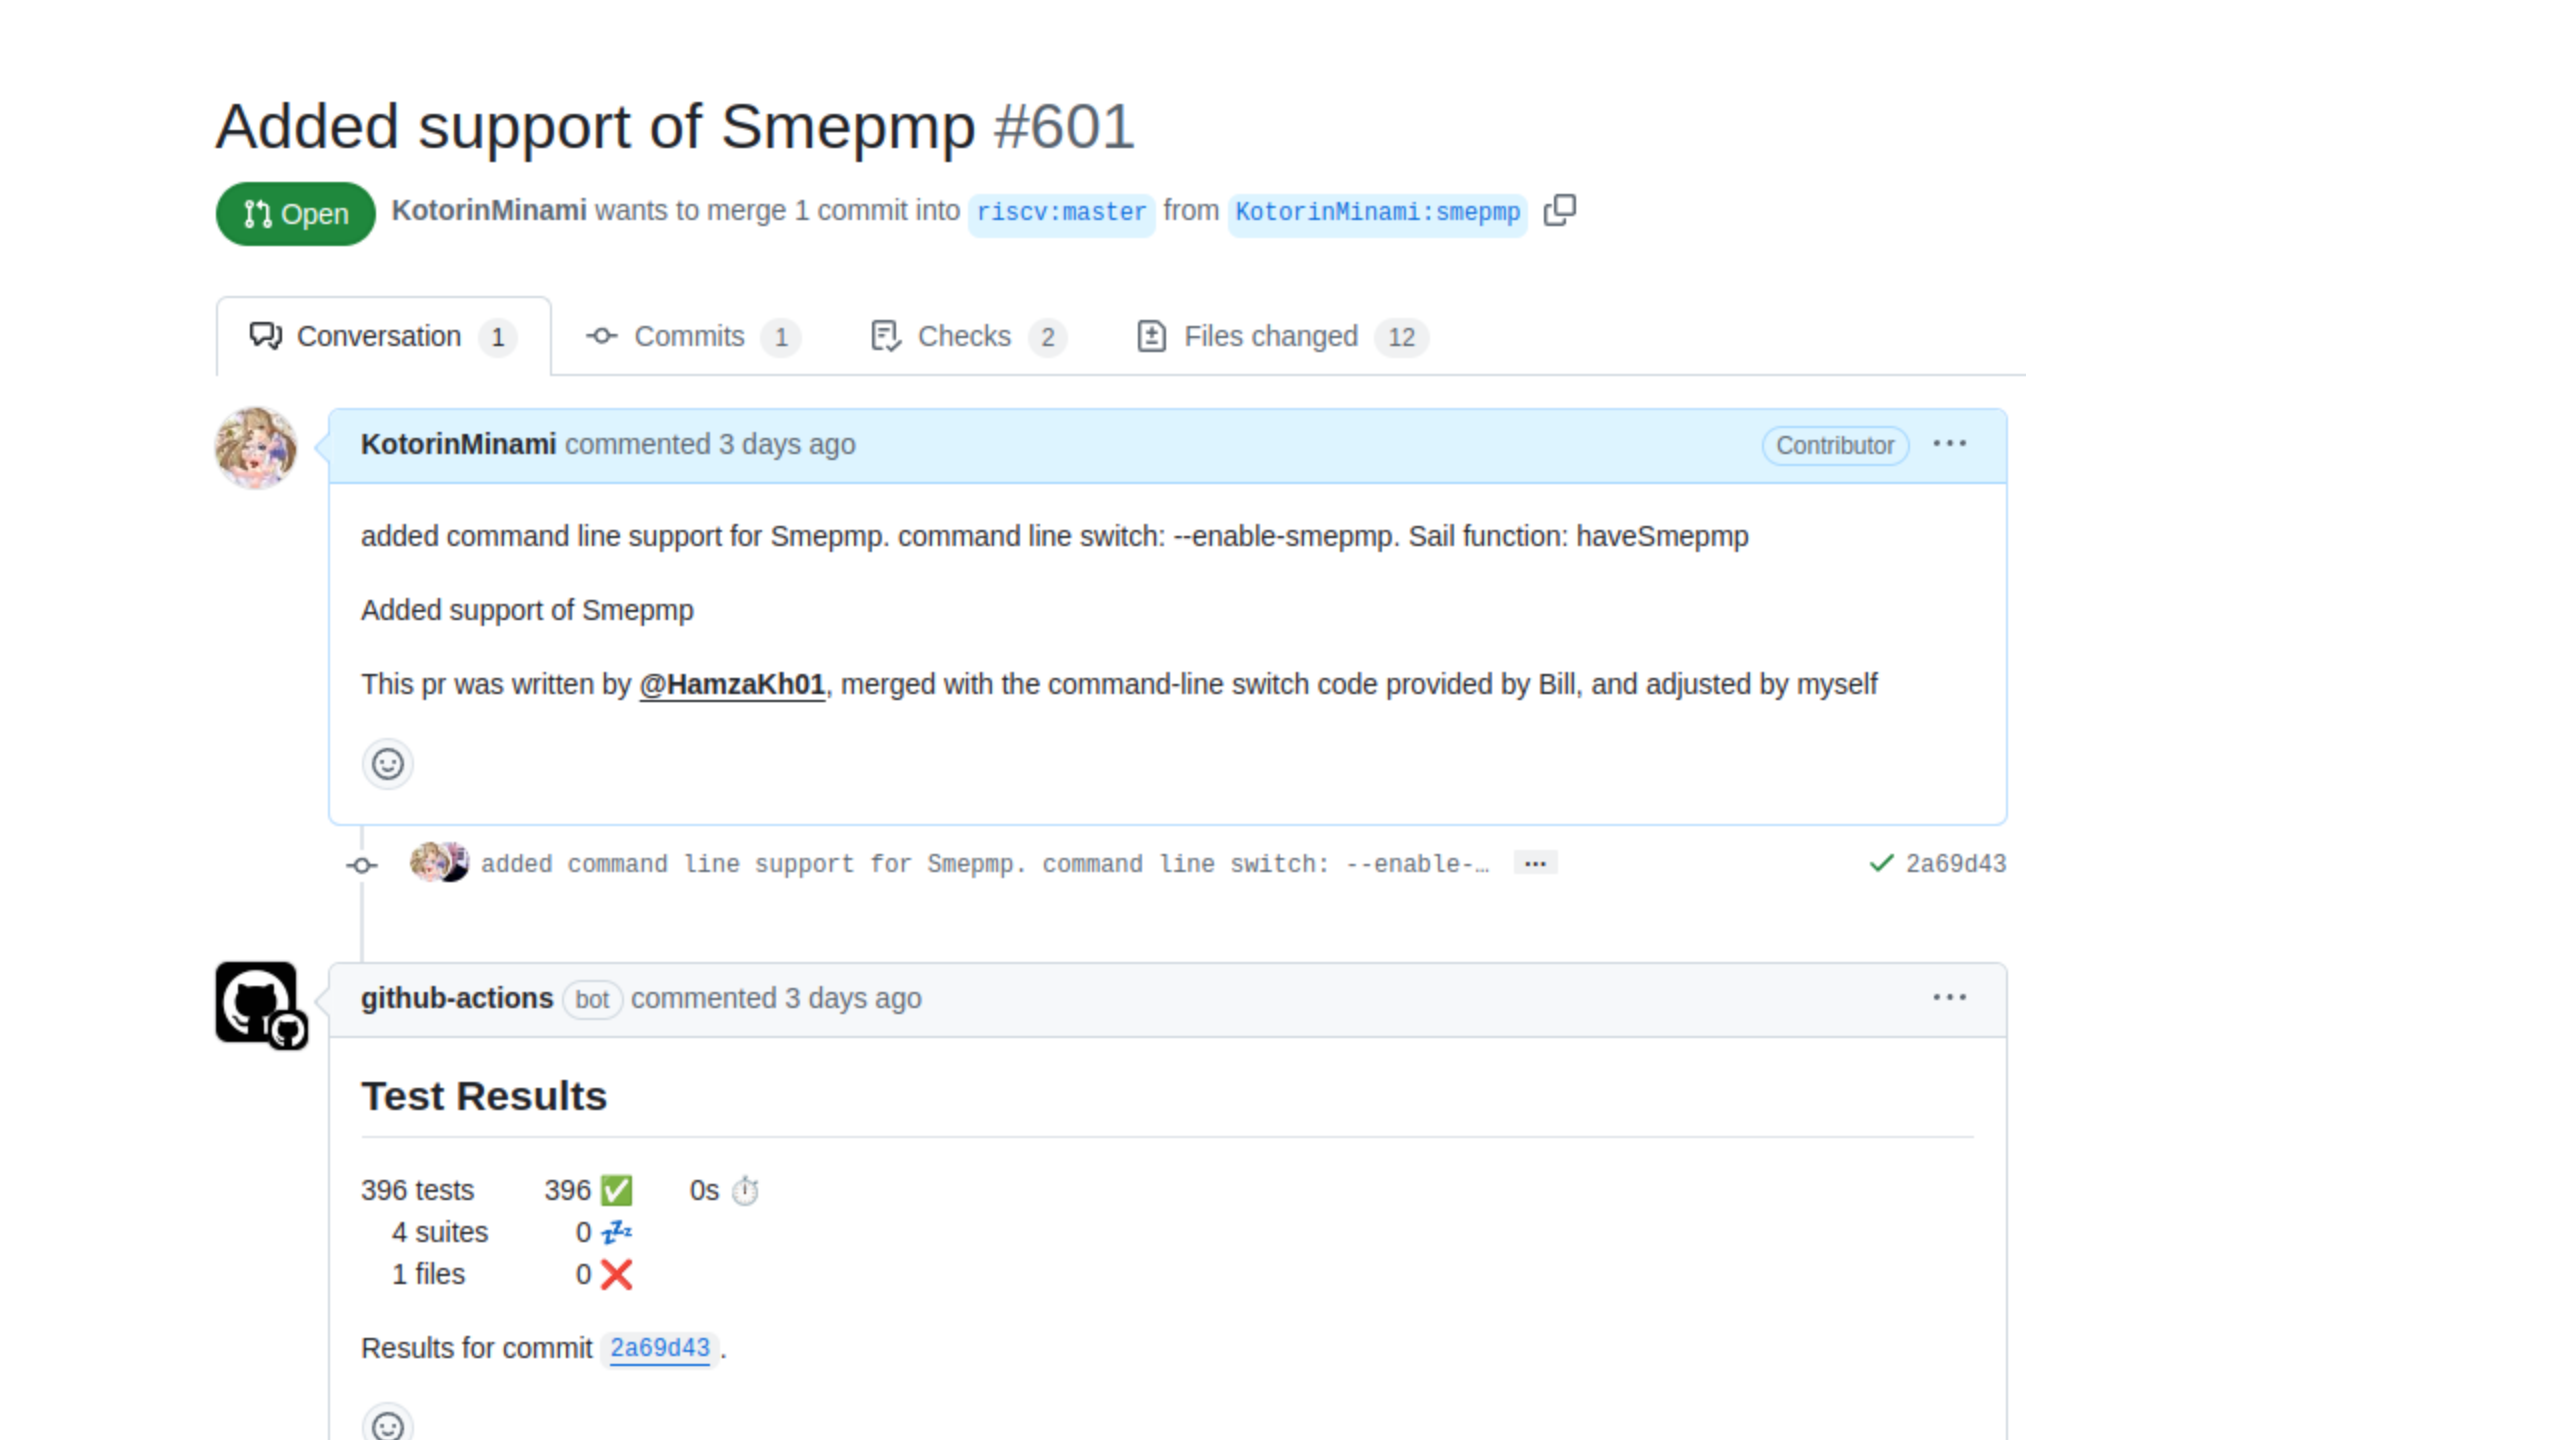 Added support of Smepmp #601
Open KotorinMinami wants to merge 1 commit into riscv:master from KotorinMinami:smepmp
Conversation 1 Commits 1 Checks 2 Files changed 12
KotorinMinami commented 3 days ago Contributor
added command line support for Smepmp. command line switch: --enable-smepmp. Sail function: haveSmepmp
Added support of Smepmp
This pr was written by @HamzaKh01, merged with the command-line switch code provided by Bill, and adjusted by myself
added command line support for Smepmp. command line switch: --enable-… 2a69d43
github-actions bot commented 3 days ago
Test Results
396 tests 396 ✅ 0s ⏱️
4 suites 0 💤
1 files 0 ❌
Results for commit 2a69d43.